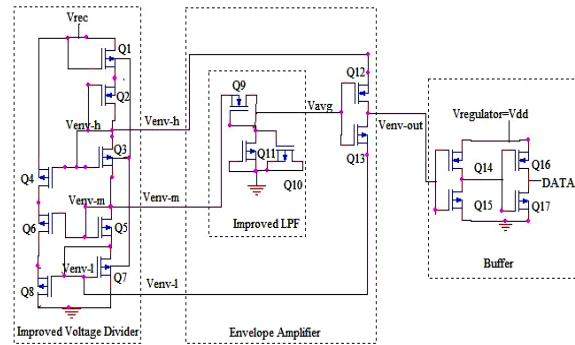 Vrec
Q1
Q2
Venv-h
Q3
Q4
Venv-m
Q6
Q5
Venv-l
Q7
Q8
Improved Voltage Divider
Venv-h
Venv-m
Venv-l
Q9
Q11
Q10
Improved LPF
Vavg
Q12
Q13
Envelope Amplifier
Venv-out
Vregulator=Vdd
Q14
Q16
DATA
Q15
Q17
Buffer